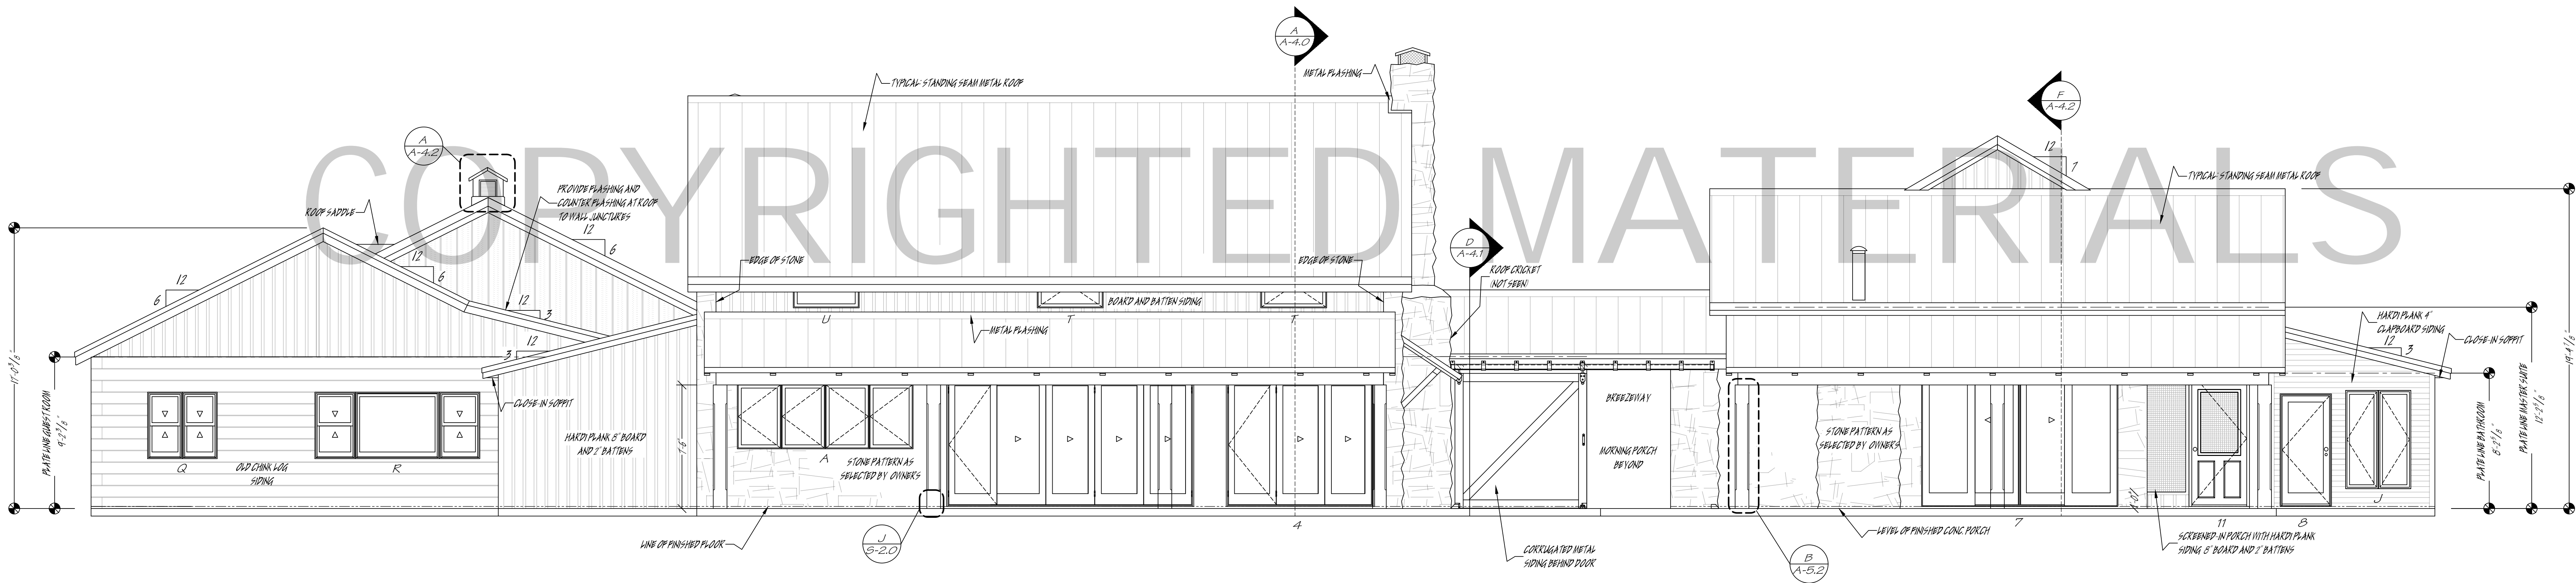 A
A-4.0
METAL FLASHING
TYPICAL: STANDING SEAM METAL ROOF
F
A-4.2
A
A-4.2
COPYRIGHTED MATERIALS
12
7
TYPICAL: STANDING SEAM METAL ROOF
PROVIDE FLASHING AND
COUNTER FLASHING AT ROOF
TO WALL JUNCTURES
ROOF SADDLE
12
6
12
6
12
6
12
3
12
3
EDGE OF STONE
EDGE OF STONE
D
A-4.1
ROOF CRICKET
(NOT SEEN)
BOARD AND BATTEN SIDING
U
T
T
METAL FLASHING
HARDI PLANK 4"
CLAPBOARD SIDING
12
3
CLOSE-IN SOFFIT
PLATE LINE GUEST ROOM
9'-2 3/8"
CLOSE-IN SOFFIT
BREEZEWAY
MORNING PORCH
BEYOND
HARDI PLANK 8" BOARD
AND 2" BATTENS
7'-6"
Q
OLD CHINK LOG
SIDING
R
A
STONE PATTERN AS
SELECTED BY OWNERS
STONE PATTERN AS
SELECTED BY OWNERS
PLATE LINE BATHROOM
8'-2 3/8"
PLATE LINE MASTER SUITE
J
4
7
11
8
LINE OF FINISHED FLOOR
J
S-2.0
CORRUGATED METAL
SIDING BEHIND DOOR
B
A-5.2
LEVEL OF FINISHED CONC. PORCH
SCREENED-IN PORCH WITH HARDI PLANK
SIDING 8" BOARD AND 2" BATTENS